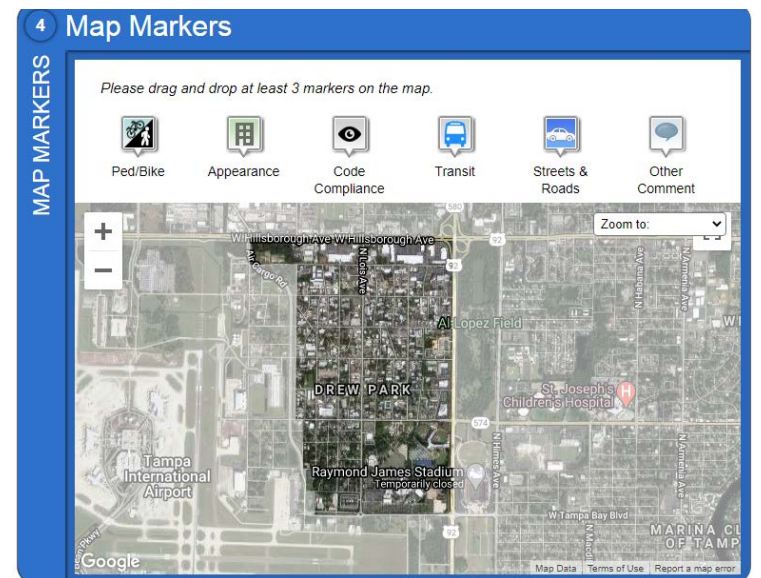 4 Map Markers
MAP MARKERS
Please drag and drop at least 3 markers on the map.
Ped/Bike
Appearance
Code
Compliance
Transit
Streets &
Roads
Other
Comment
580
+
Zoom to:
W Hillsborough Ave W Hillsborough Ave
92
−
92
Air Cargo Rd
N Lois Ave
N Habana Ave
N Armenia Ave
Al Lopez Field
DREW PARK
St. Joseph's
Children's Hospital
H
574
N Himes Ave
N Armenia Ave
Tampa
International
Airport
Raymond James Stadium
Temporarily closed
W Tampa Bay Blvd
92
Google
Map Data
Terms of Use
Report a map error